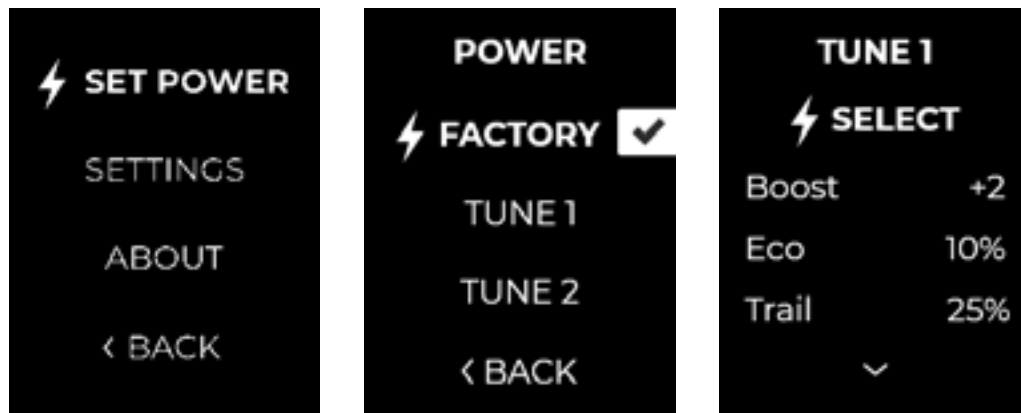 SET POWER
SETTINGS
ABOUT
< BACK
POWER
FACTORY
TUNE 1
TUNE 2
< BACK
TUNE 1
SELECT
Boost +2
Eco 10%
Trail 25%